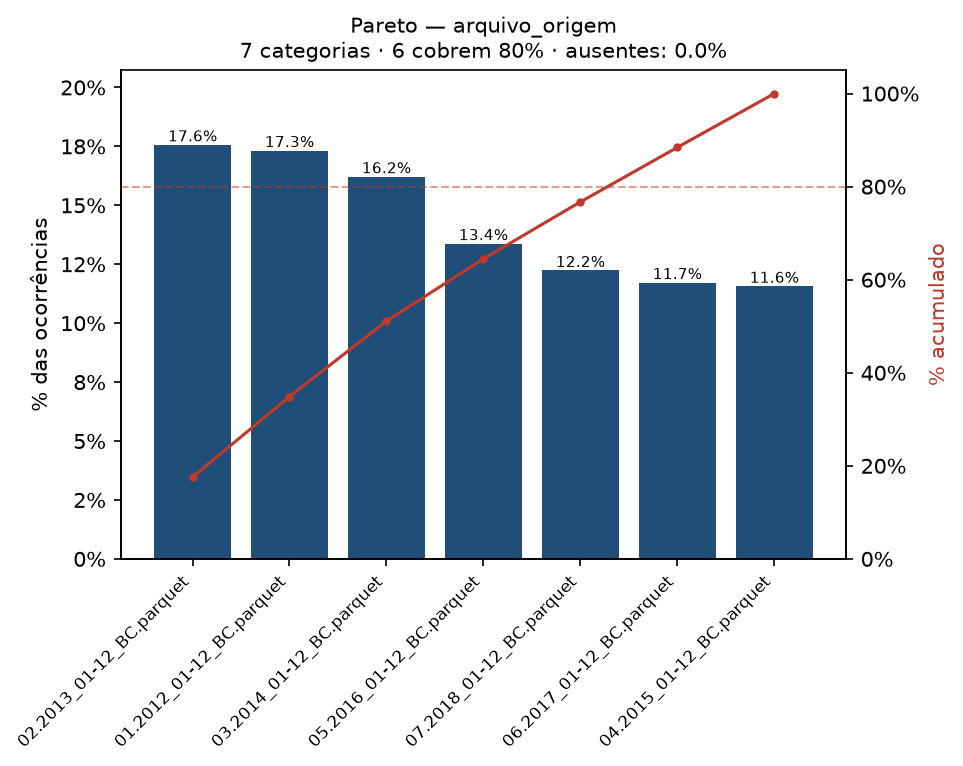 Pareto — arquivo_origem
7 categorias · 6 cobrem 80% · ausentes: 0.0%
20%
18%
15%
12%
10%
8%
5%
2%
0%
% das ocorrências
17.6%
17.3%
16.2%
13.4%
12.2%
11.7%
11.6%
100%
80%
60%
40%
20%
0%
% acumulado
02.2013_01-12_BC.parquet
01.2012_01-12_BC.parquet
03.2014_01-12_BC.parquet
05.2016_01-12_BC.parquet
07.2018_01-12_BC.parquet
06.2017_01-12_BC.parquet
04.2015_01-12_BC.parquet